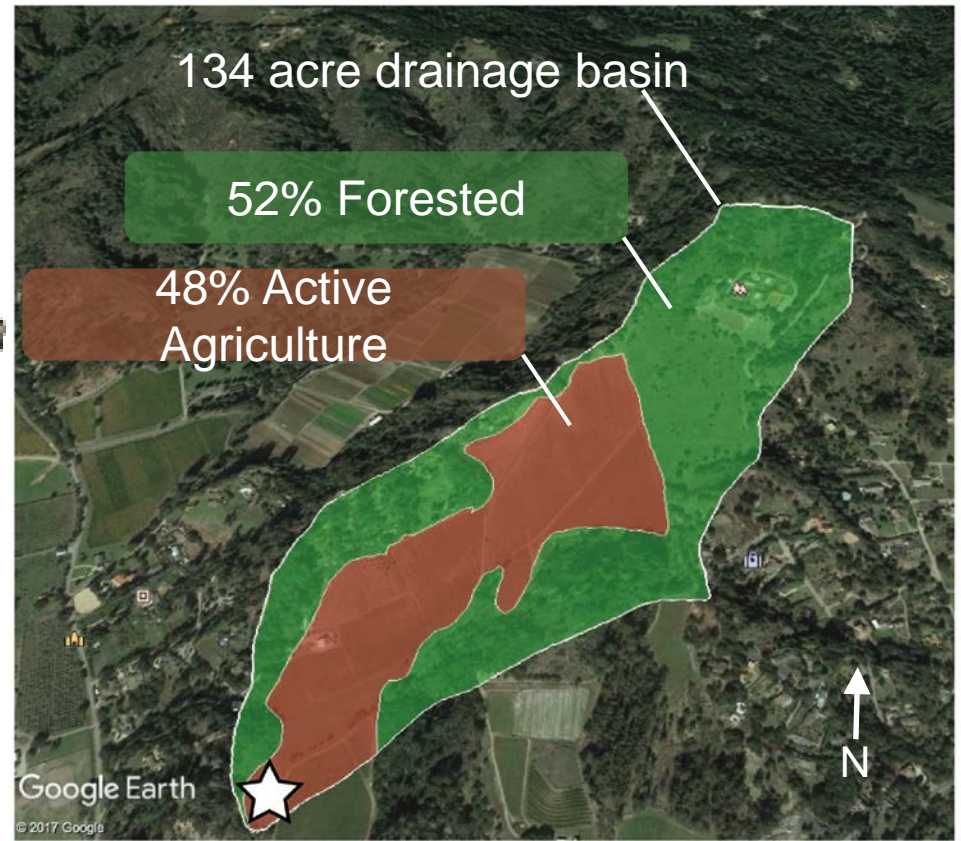 134 acre drainage basin
52% Forested
48% Active
Agriculture
N
Google Earth
© 2017 Google